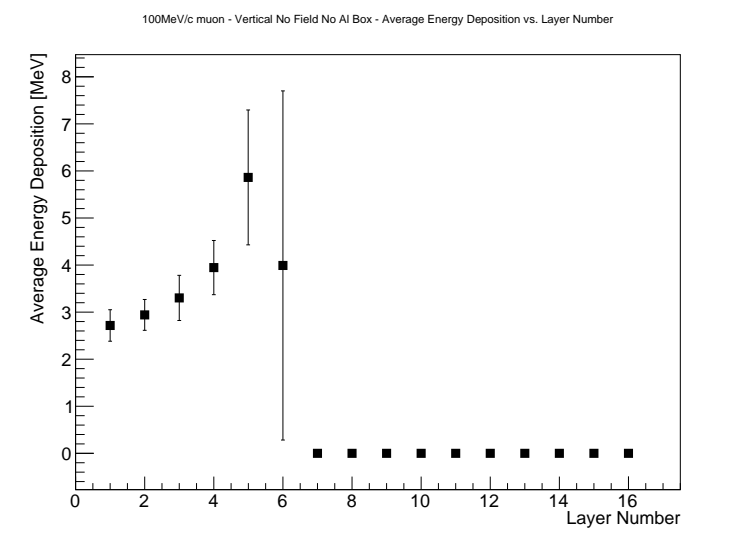 100MeV/c muon - Vertical No Field No Al Box - Average Energy Deposition vs. Layer Number
Average Energy Deposition [MeV]
8
7
6
5
4
3
2
1
0
0 2 4 6 8 10 12 14 16
Layer Number